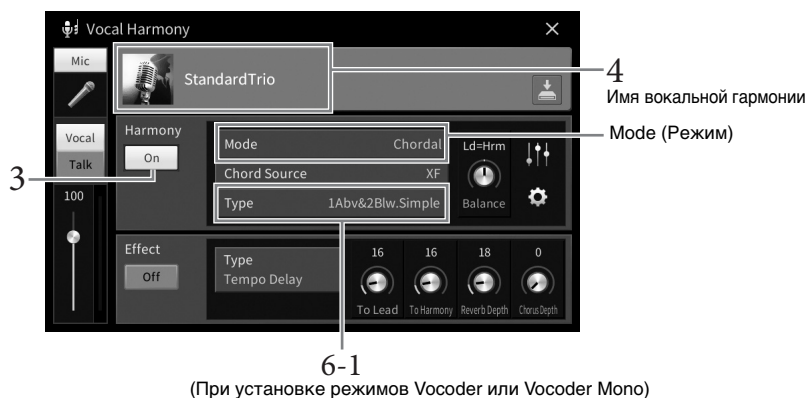 Vocal Harmony
Mic
StandardTrio
4
Имя вокальной гармонии
Vocal
Talk
100
3
Harmony
On
Mode Chordal
Chord Source XF
Type 1Abv&2Blw.Simple
Ld=Hrm
Balance
Mode (Режим)
Effect
Off
Type
Tempo Delay
16 16 18 0
To Lead To Harmony Reverb Depth Chorus Depth
6-1
(При установке режимов Vocoder или Vocoder Mono)